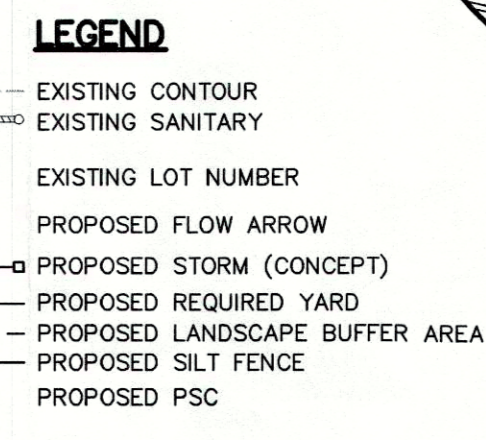 LEGEND
EXISTING CONTOUR
EXISTING SANITARY
EXISTING LOT NUMBER
PROPOSED FLOW ARROW
PROPOSED STORM (CONCEPT)
PROPOSED REQUIRED YARD
PROPOSED LANDSCAPE BUFFER AREA
PROPOSED SILT FENCE
PROPOSED PSC